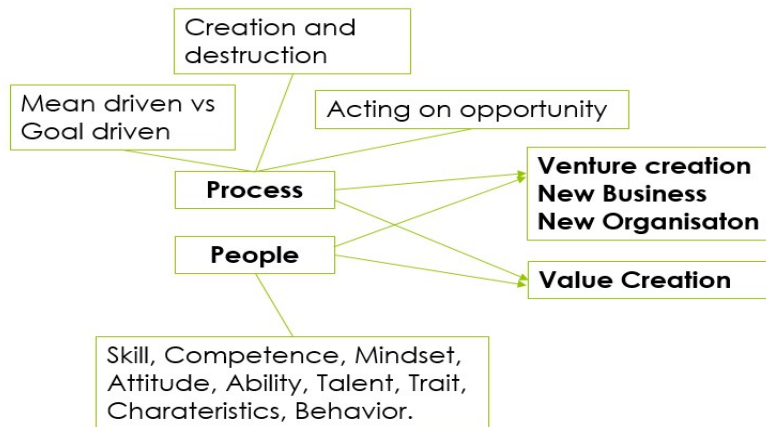 Creation and
destruction
Mean driven vs
Goal driven
Acting on opportunity
Process
Venture creation
New Business
New Organisaton
People
Value Creation
Skill, Competence, Mindset,
Attitude, Ability, Talent, Trait,
Charateristics, Behavior.